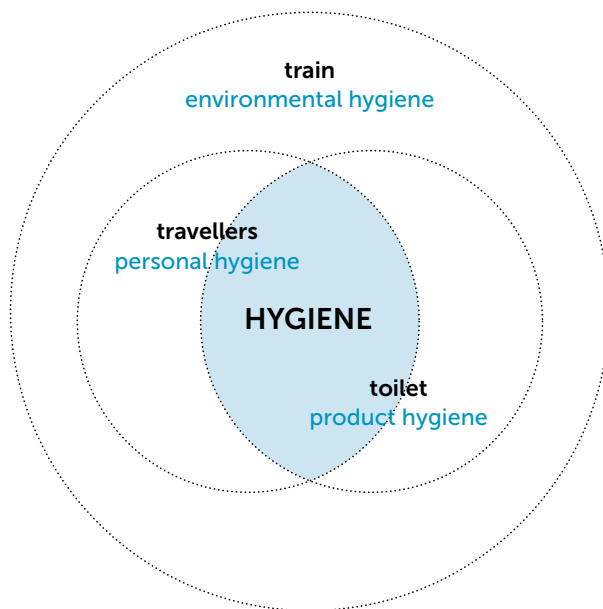 train
environmental hygiene
travellers
personal hygiene
HYGIENE
toilet
product hygiene